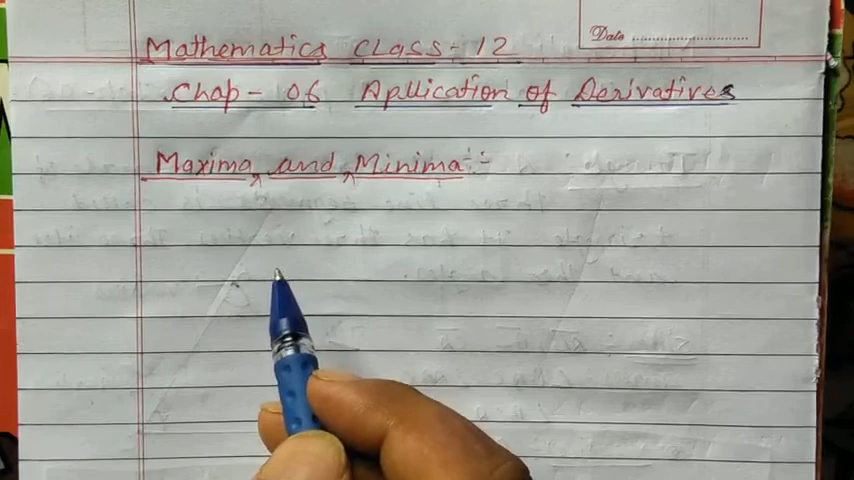 Date ..............................
Mathematics Class - 12
Chap - 06 Application of Derivatives
Maxima and Minima :-